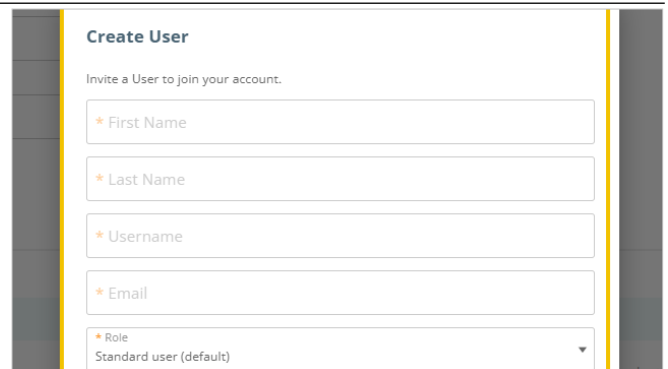 Create User
Invite a User to join your account.
* First Name
* Last Name
* Username
* Email
* Role
Standard user (default)